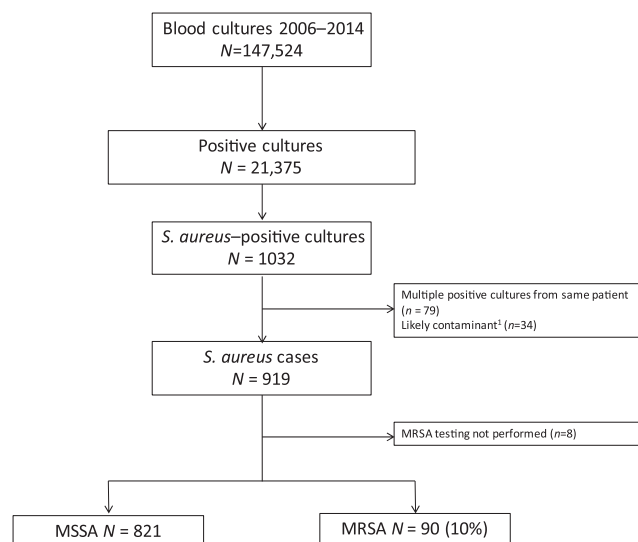 Blood cultures 2006–2014
N=147,524
Positive cultures
N = 21,375
S. aureus–positive cultures
N = 1032
Multiple positive cultures from same patient
(n = 79)
Likely contaminant¹ (n=34)
S. aureus cases
N = 919
MRSA testing not performed (n=8)
MSSA N = 821
MRSA N = 90 (10%)